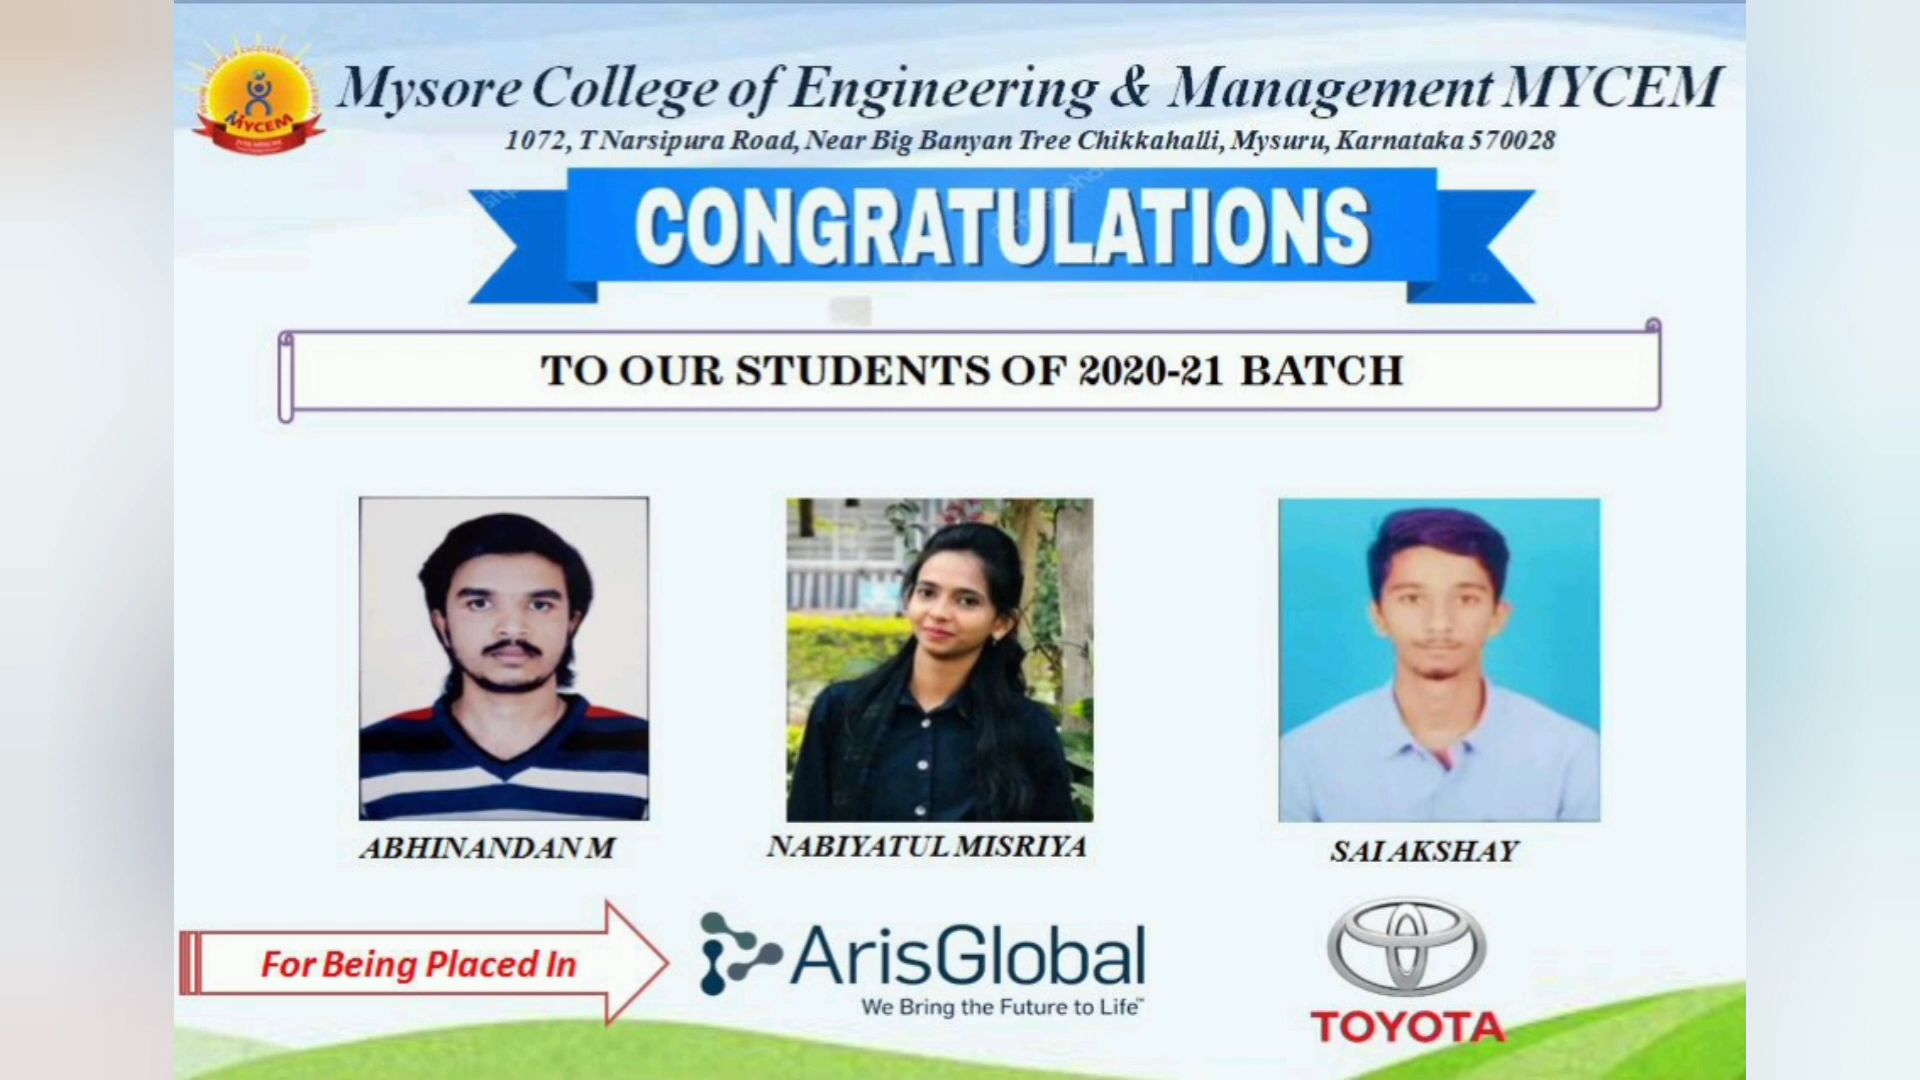 Mysore College of Engineering & Management MYCEM
1072, T Narsipura Road, Near Big Banyan Tree Chikkahalli, Mysuru, Karnataka 570028
MYCEM
CONGRATULATIONS
TO OUR STUDENTS OF 2020-21 BATCH
ABHINANDAN M
NABIYATUL MISRIYA
SAI AKSHAY
For Being Placed In
ArisGlobal
We Bring the Future to Life™
TOYOTA